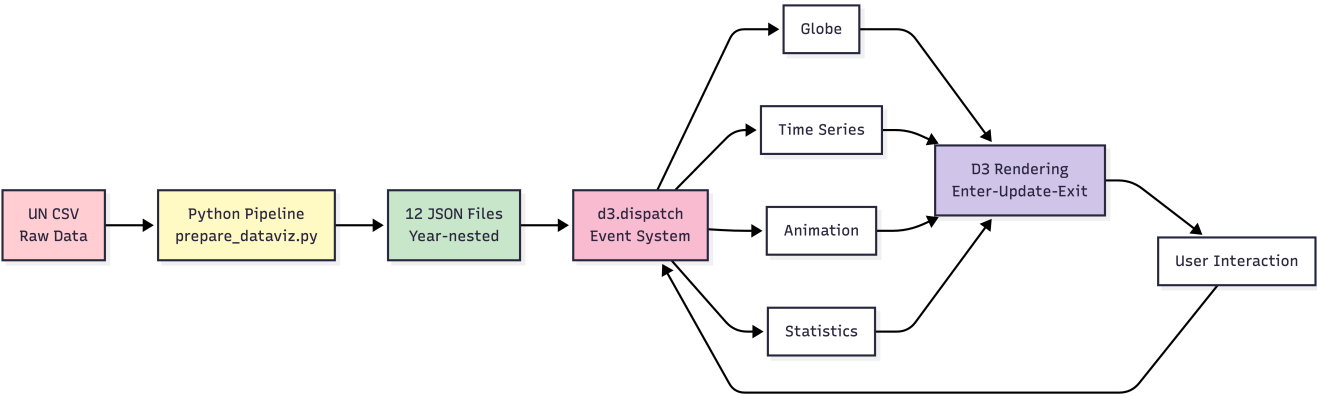 UN CSV
Raw Data
Python Pipeline
prepare_dataviz.py
12 JSON Files
Year-nested
d3.dispatch
Event System
Globe
Time Series
Animation
Statistics
D3 Rendering
Enter-Update-Exit
User Interaction